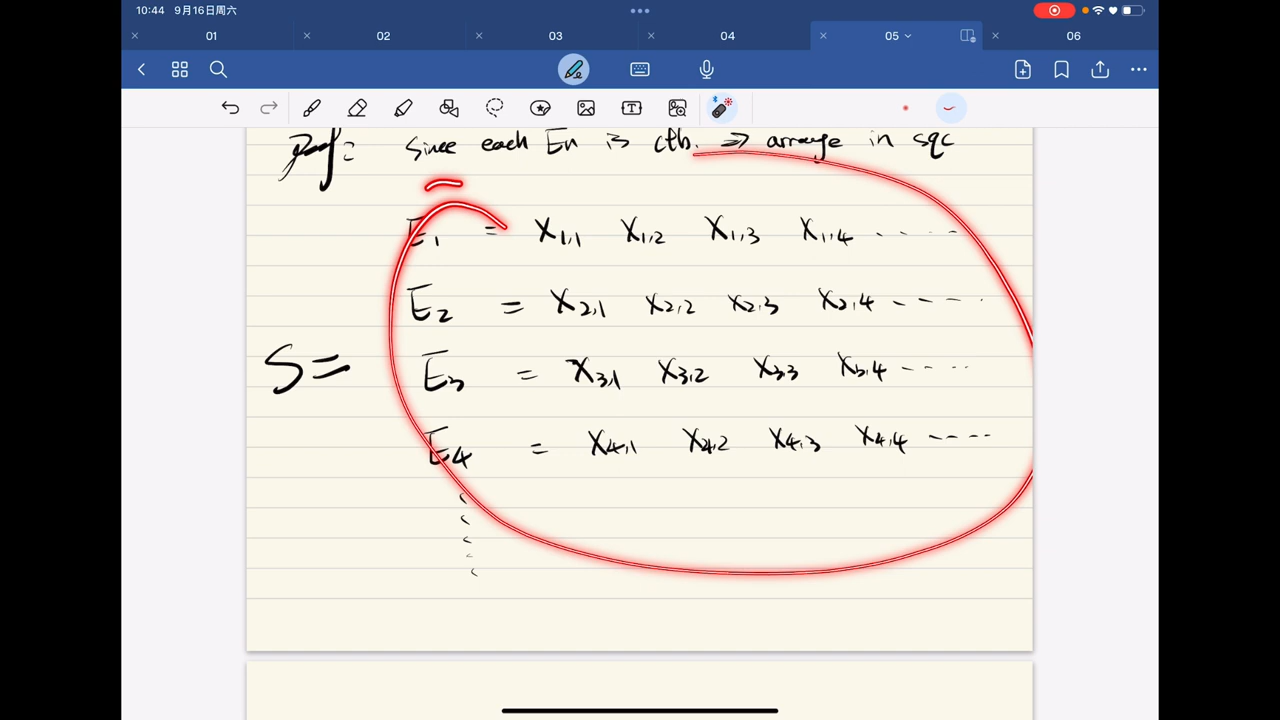 10:44 9月16日周六
01 02 03 04 05 06
Proof: since each En is ctb. ⇒ arrange in sqc
E1 = X1,1 X1,2 X1,3 X1,4 .....
E2 = X2,1 X2,2 X2,3 X2,4 ----
S=
E3 = X3,1 X3,2 X3,3 X3,4 ....
E4 = X4,1 X4,2 X4,3 X4,4 ----